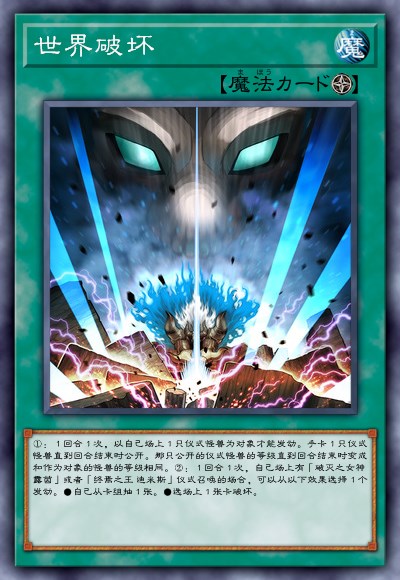 世界破坏
魔
【魔法カード】
まほう
①：1回合1次，以自己场上1只仪式怪兽为对象才能发动。手卡1只仪式
怪兽直到回合结束时公开。那只公开的仪式怪兽的等级直到回合结束时变成
和作为对象的怪兽的等级相同。②：1回合1次，自己场上有「破灭之女神
露茵」或者「终焉之王 迪米斯」仪式召唤的场合，可以从以下效果选择1个
发动。●自己从卡组抽1张。●选场上1张卡破坏。